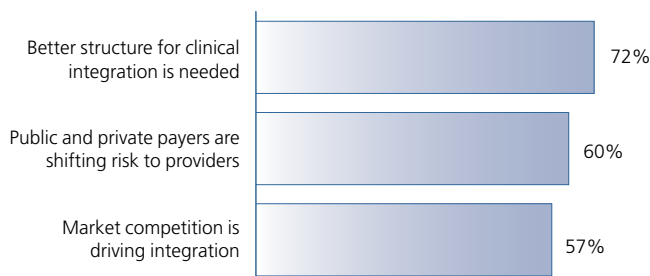 Better structure for clinical
integration is needed
72%
Public and private payers are
shifting risk to providers
60%
Market competition is
driving integration
57%